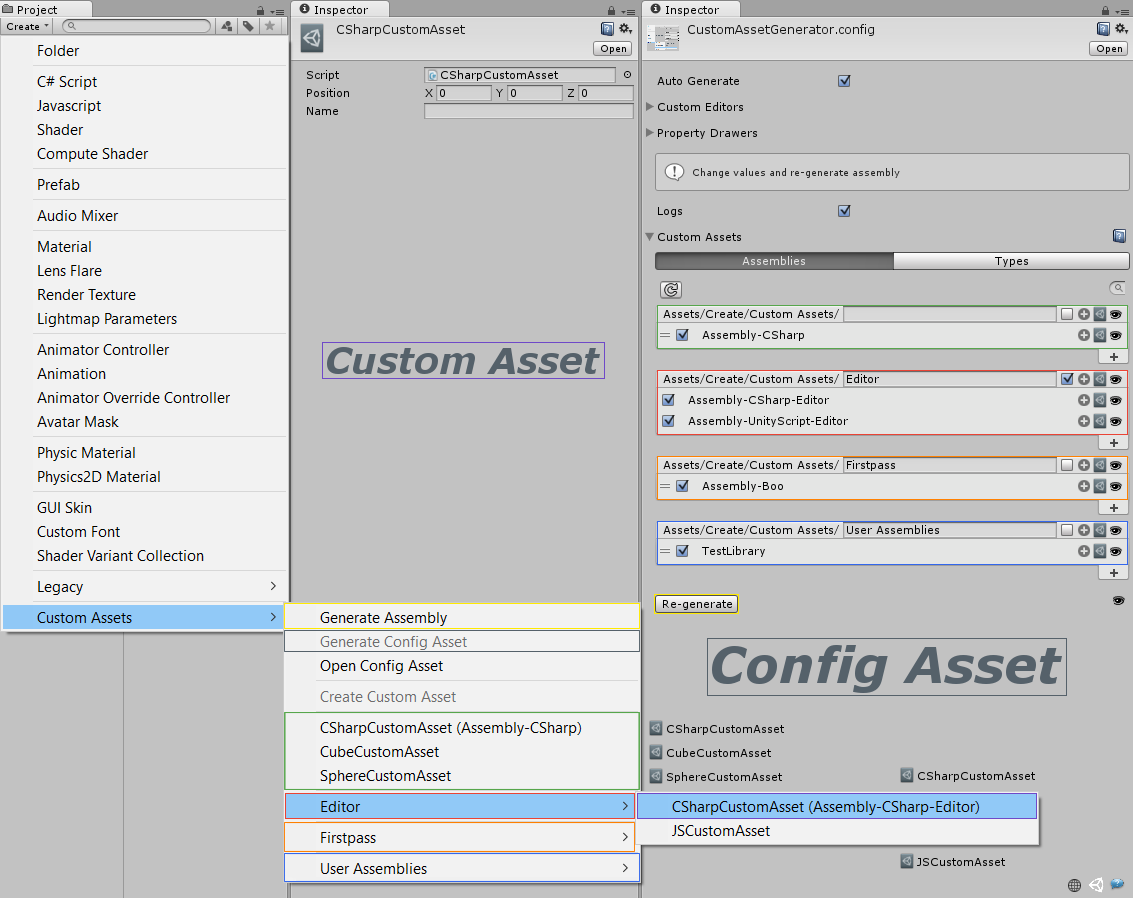 Project
Create
Folder
C# Script
Javascript
Shader
Compute Shader
Prefab
Audio Mixer
Material
Lens Flare
Render Texture
Lightmap Parameters
Animator Controller
Animation
Animator Override Controller
Avatar Mask
Physic Material
Physics2D Material
GUI Skin
Custom Font
Shader Variant Collection
Legacy
Custom Assets
Generate Assembly
Generate Config Asset
Open Config Asset
Create Custom Asset
CSharpCustomAsset (Assembly-CSharp)
CubeCustomAsset
SphereCustomAsset
Editor
Firstpass
User Assemblies
CSharpCustomAsset (Assembly-CSharp-Editor)
JSCustomAsset
Inspector
CSharpCustomAsset
Open
Script CSharpCustomAsset
Position X 0 Y 0 Z 0
Name
Custom Asset
Inspector
CustomAssetGenerator.config
Open
Auto Generate
Custom Editors
Property Drawers
Change values and re-generate assembly
Logs
Custom Assets
Assemblies Types
Assets/Create/Custom Assets/
Assembly-CSharp
Assets/Create/Custom Assets/ Editor
Assembly-CSharp-Editor
Assembly-UnityScript-Editor
Assets/Create/Custom Assets/ Firstpass
Assembly-Boo
Assets/Create/Custom Assets/ User Assemblies
TestLibrary
Re-generate
Config Asset
CSharpCustomAsset
CubeCustomAsset
SphereCustomAsset
CSharpCustomAsset
JSCustomAsset